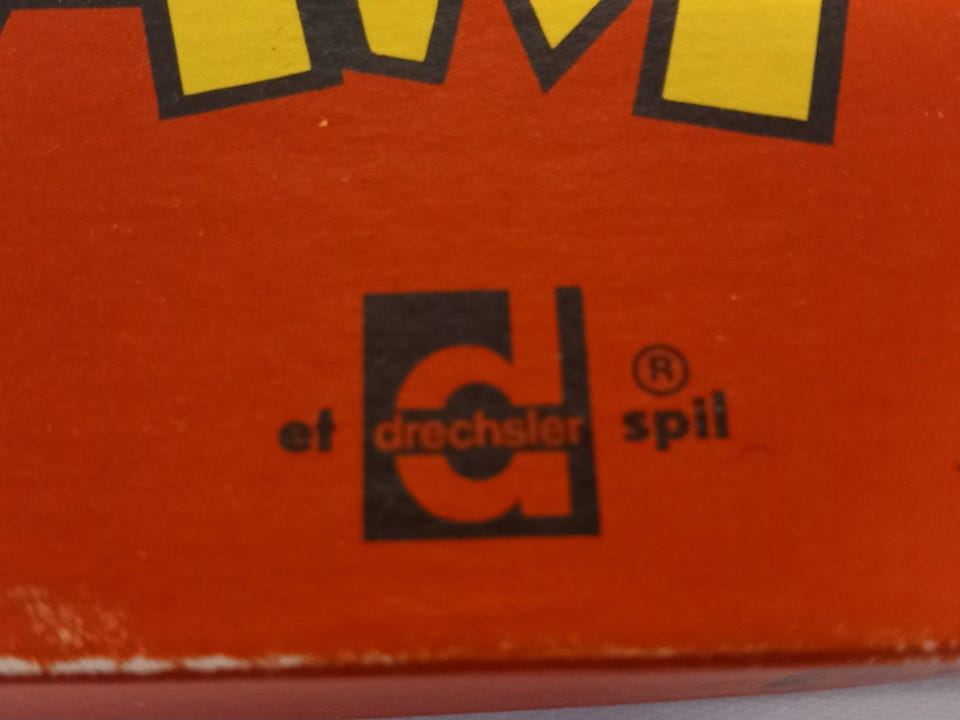 et drechsler spil ®